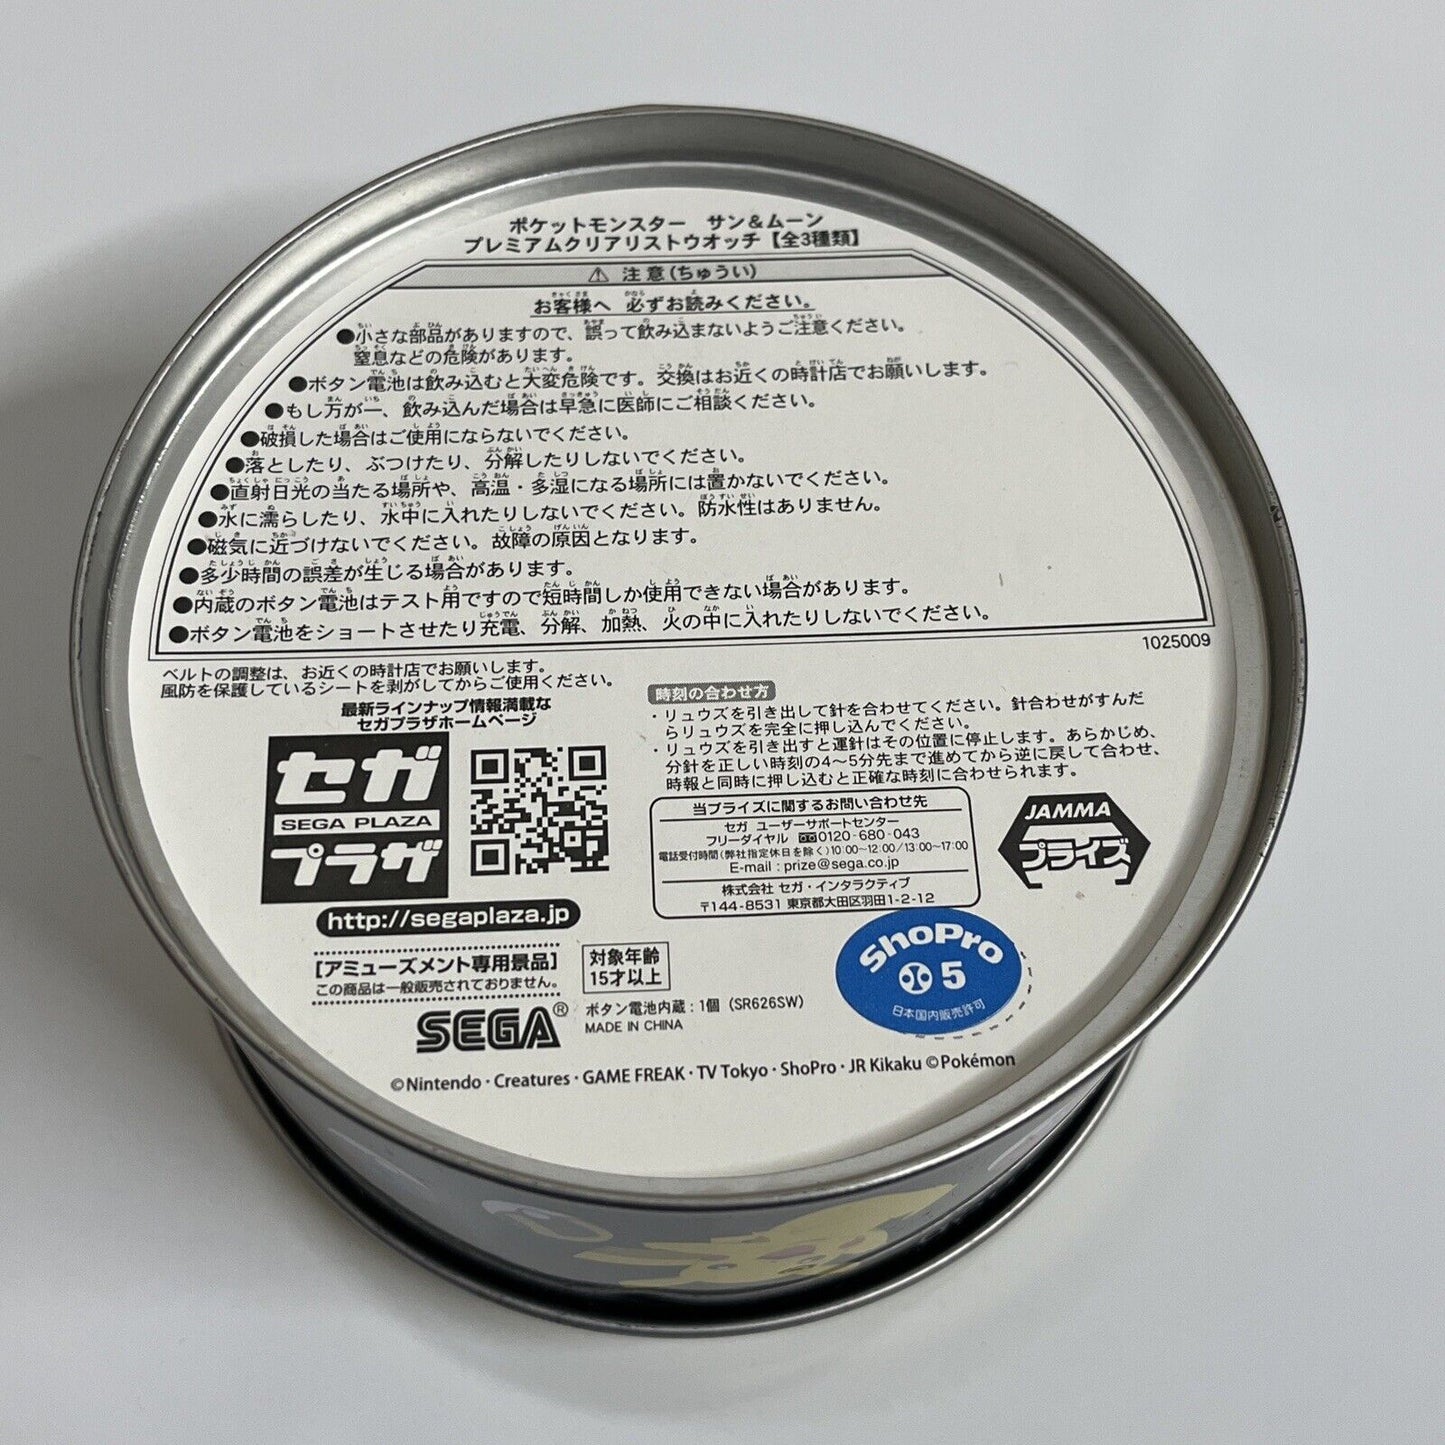 ポケットモンスター サン&ムーン
プレミアムクリアリストウオッチ【全3種類】
⚠ 注意(ちゅうい)
お客様へ 必ずお読みください。
●小さな部品がありますので、誤って飲み込まないようご注意ください。
窒息などの危険があります。
●ボタン電池は飲み込むと大変危険です。交換はお近くの時計店でお願いします。
●もし万が一、飲み込んだ場合は早急に医師にご相談ください。
●破損した場合はご使用にならないでください。
●落としたり、ぶつけたり、分解したりしないでください。
●直射日光の当たる場所や、高温・多湿になる場所には置かないでください。
●水に濡らしたり、水中に入れたりしないでください。防水性はありません。
●磁気に近づけないでください。故障の原因となります。
●多少時間の誤差が生じる場合があります。
●内蔵のボタン電池はテスト用ですので短時間しか使用できない場合があります。
●ボタン電池をショートさせたり充電、分解、加熱、火の中に入れたりしないでください。
1025009
ベルトの調整は、お近くの時計店でお願いします。
風防を保護しているシートを剥がしてからご使用ください。
最新ラインナップ情報満載な
セガプラザホームページ
セガ
SEGA PLAZA
プラザ
http://segaplaza.jp
時刻の合わせ方
・リュウズを引き出して針を合わせてください。針合わせがすんだ
らリュウズを完全に押し込んでください。
・リュウズを引き出すと運針はその位置に停止します。あらかじめ、
分針を正しい時刻の4〜5分先まで進めてから逆に戻して合わせ、
時報と同時に押し込むと正確な時刻に合わせられます。
当プライズに関するお問い合わせ先
セガ ユーザーサポートセンター
フリーダイヤル 0120-680-043
電話受付時間(弊社指定休日を除く)10:00〜12:00/13:00〜17:00
E-mail : prize@sega.co.jp
株式会社 セガ・インタラクティブ
〒144-8531 東京都大田区羽田1-2-12
JAMMA
プライズ
[アミューズメント専用景品]
この商品は一般販売されておりません。
対象年齢
15才以上
SEGA®
ボタン電池内蔵：1個（SR626SW）
MADE IN CHINA
ShoPro
5
日本国内販売許可
©Nintendo・Creatures・GAME FREAK・TV Tokyo・ShoPro・JR Kikaku ©Pokémon